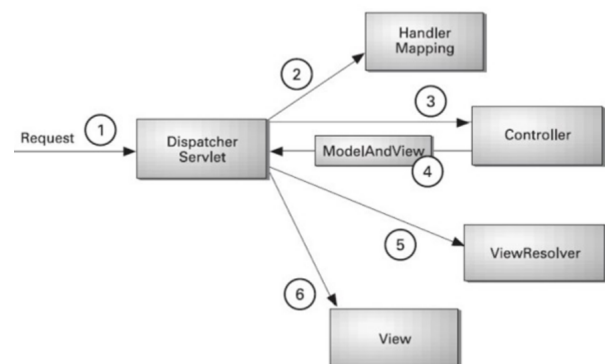 Handler
Mapping
2
3
Request
1
Dispatcher
Servlet
Controller
ModelAndView
4
5
ViewResolver
6
View